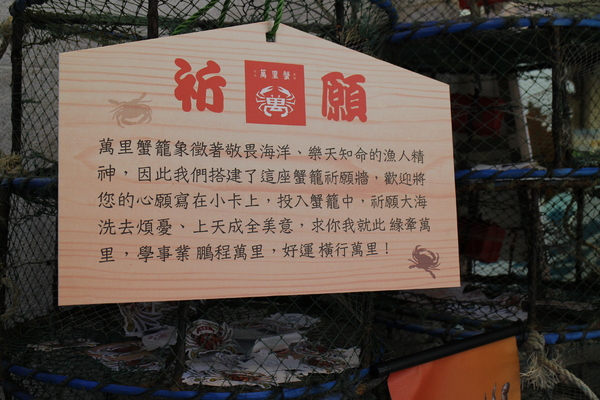 祈 萬里蟹 萬 願
萬里蟹籠象徵著敬畏海洋、樂天知命的漁人精
神，因此我們搭建了這座蟹籠祈願牆，歡迎將
您的心願寫在小卡上，投入蟹籠中，祈願大海
洗去煩憂、上天成全美意，求你我就此緣牽萬
里，學事業鵬程萬里，好運橫行萬里！